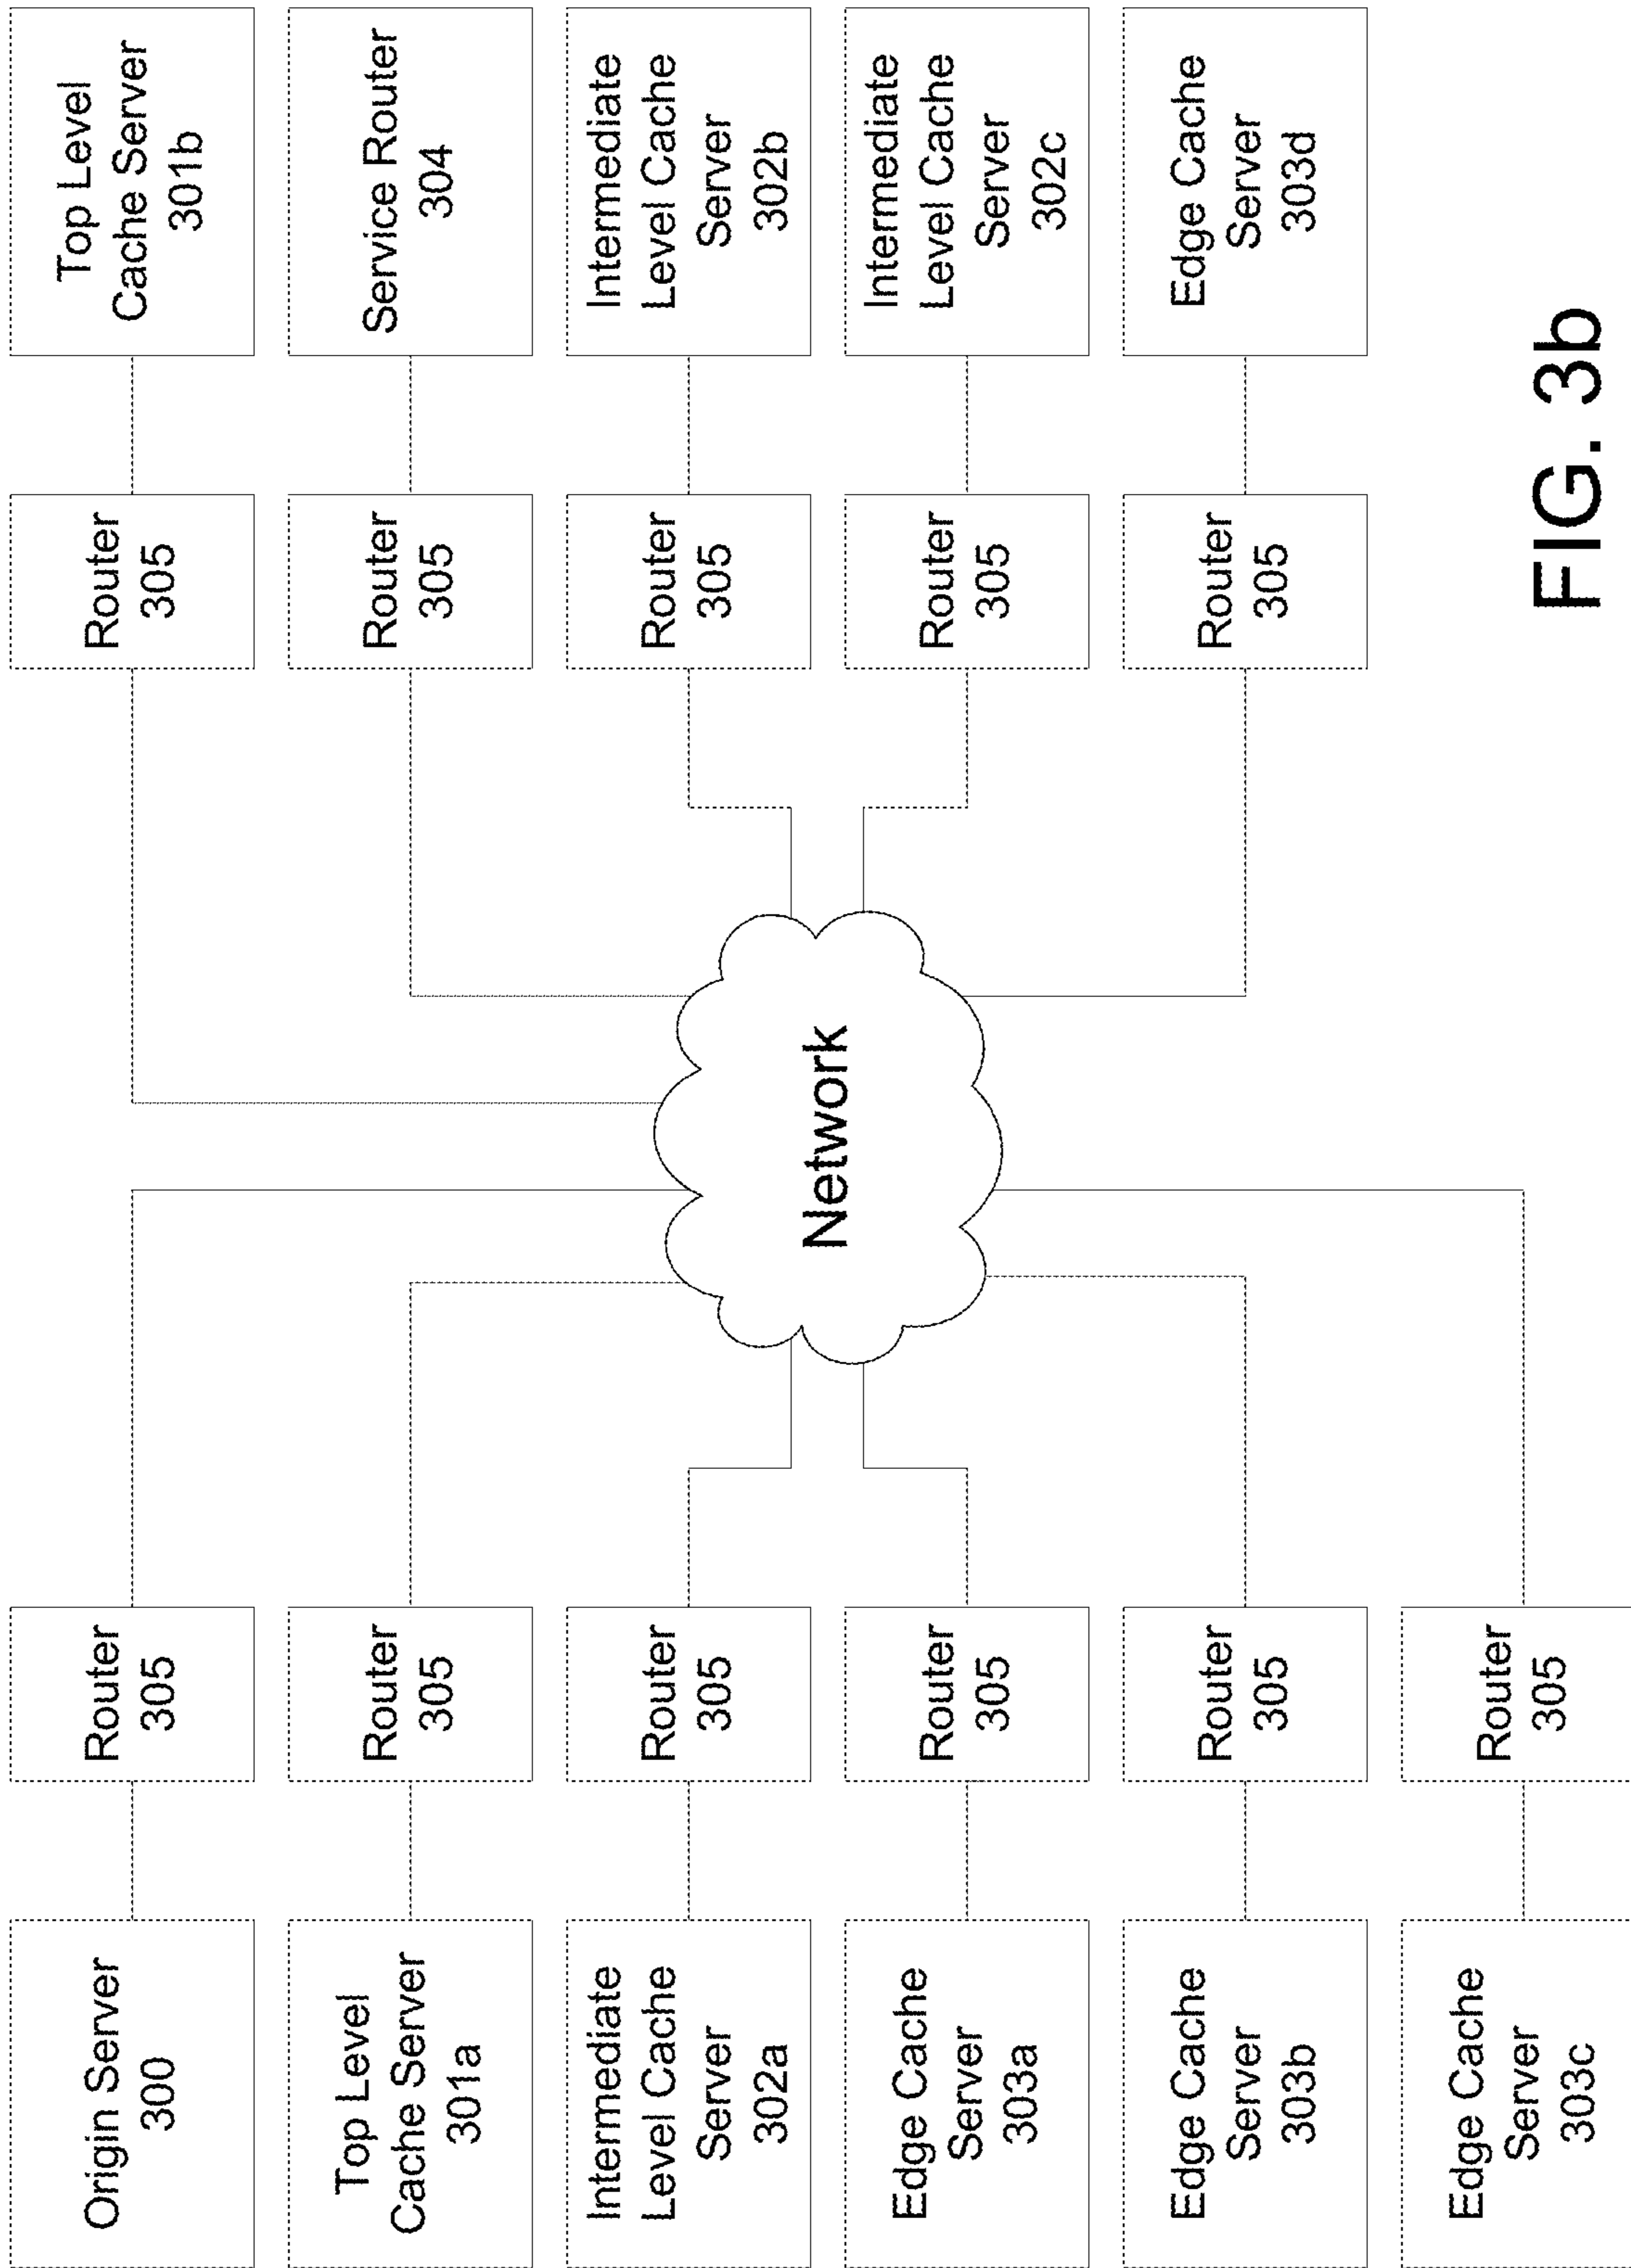 Origin Server
300
Router
305
Router
305
Top Level
Cache Server
301b
Top Level
Cache Server
301a
Router
305
Router
305
Service Router
304
Intermediate
Level Cache
Server
302a
Router
305
Router
305
Intermediate
Level Cache
Server
302b
Network
Edge Cache
Server
303a
Router
305
Router
305
Intermediate
Level Cache
Server
302c
Edge Cache
Server
303b
Router
305
Router
305
Edge Cache
Server
303d
Edge Cache
Server
303c
Router
305
FIG. 3b